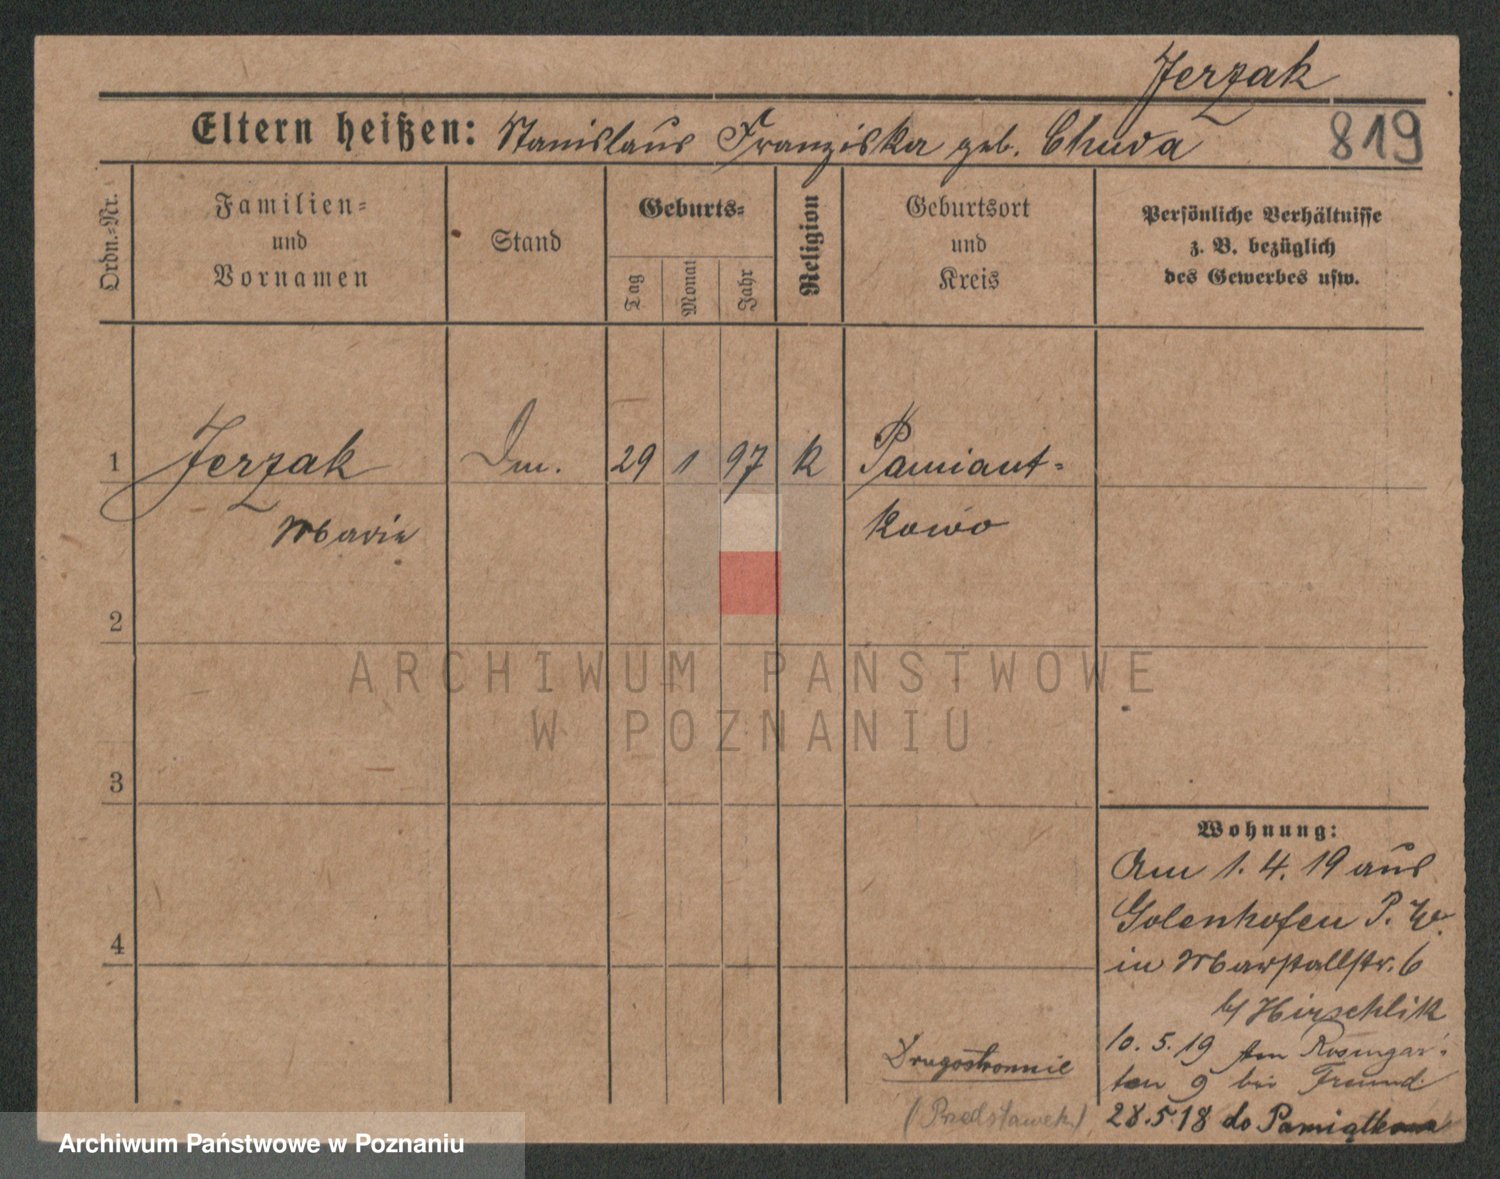 Jerzak
Eltern heißen: Stanislaus Franziska geb. Chuda
819
Ordn.=Nr.
Familien=
und
Vornamen
Stand
Geburts=
Tag
Monat
Jahr
Religion
Geburtsort
und
Kreis
Persönliche Verhältnisse
z. B. bezüglich
des Gewerbes usw.
1 Jerzak Dm. 29 1 97 k Pamiant-
Marie kowo
2
3
4
Wohnung:
Am 1. 4. 19 aus
Golenhofen P. W.
in Marstallstr. 6
b/ Hirschlik
10. 5. 19 Rosengar-
ten 9 bei Freund
28.5.18 do Pamiątkowa
Drugostronnie
(Przedstawek)
ARCHIWUM PAŃSTWOWE
W POZNANIU
Archiwum Państwowe w Poznaniu